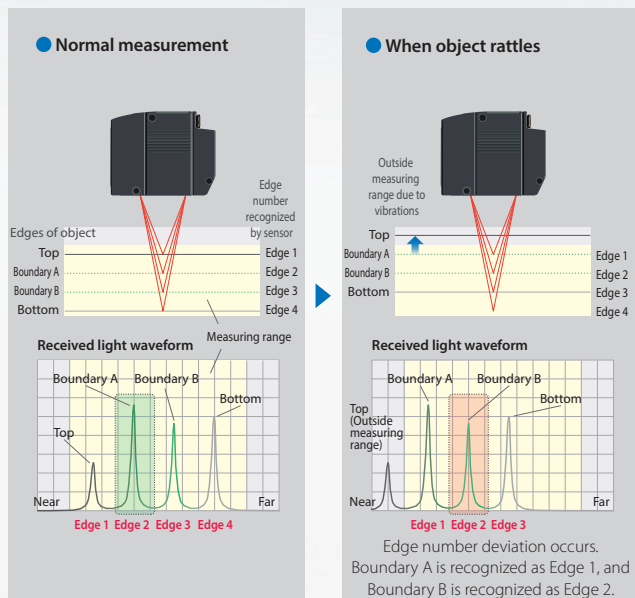 Normal measurement
Edge
number
recognized
by sensor
Edges of object
Top Edge 1
Boundary A Edge 2
Boundary B Edge 3
Bottom Edge 4
Measuring range
Received light waveform
Boundary A Boundary B
Bottom
Top
Near Far
Edge 1 Edge 2 Edge 3 Edge 4
When object rattles
Outside
measuring
range due to
vibrations
Top
Boundary A Edge 1
Boundary B Edge 2
Bottom Edge 3
Edge 4
Received light waveform
Boundary A Boundary B
Bottom
Top
(Outside
measuring
range)
Near Far
Edge 1 Edge 2 Edge 3
Edge number deviation occurs.
Boundary A is recognized as Edge 1, and
Boundary B is recognized as Edge 2.